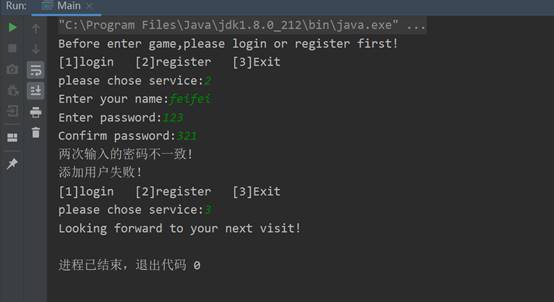 Run: Main
"C:\Program Files\Java\jdk1.8.0_212\bin\java.exe" ...
Before enter game,please login or register first!
[1]login [2]register [3]Exit
please chose service:2
Enter your name:feifei
Enter password:123
Confirm password:321
两次输入的密码不一致!
添加用户失败!
[1]login [2]register [3]Exit
please chose service:3
Looking forward to your next visit!
进程已结束，退出代码 0